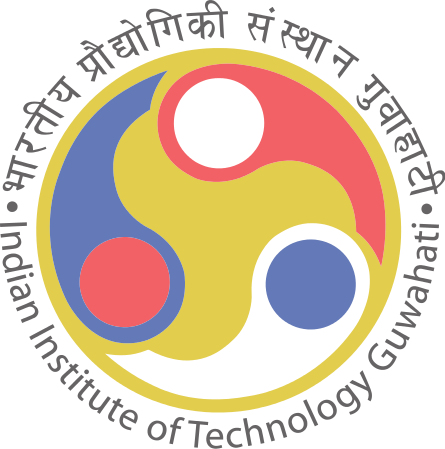 भारतीय प्रौद्योगिकी संस्थान गुवाहाटी
Indian Institute of Technology Guwahati